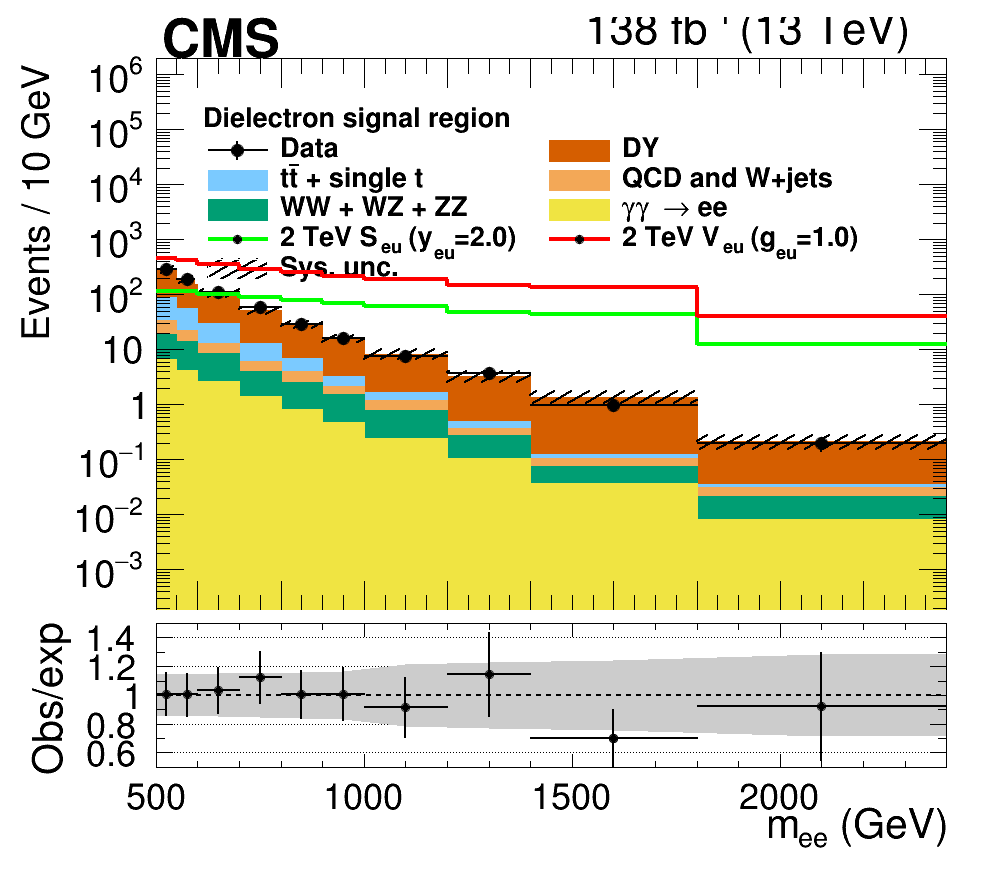 CMS
138 fb⁻¹ (13 TeV)
Events / 10 GeV
10⁶
10⁵
10⁴
10³
10²
10
1
10⁻¹
10⁻²
10⁻³
Dielectron signal region
Data
DY
tt̄ + single t
QCD and W+jets
WW + WZ + ZZ
γγ → ee
2 TeV S_eu (y_eu=2.0)
2 TeV V_eu (g_eu=1.0)
Sys. unc.
Obs/exp
1.4
1.2
1
0.8
0.6
500 1000 1500 2000
m_ee (GeV)